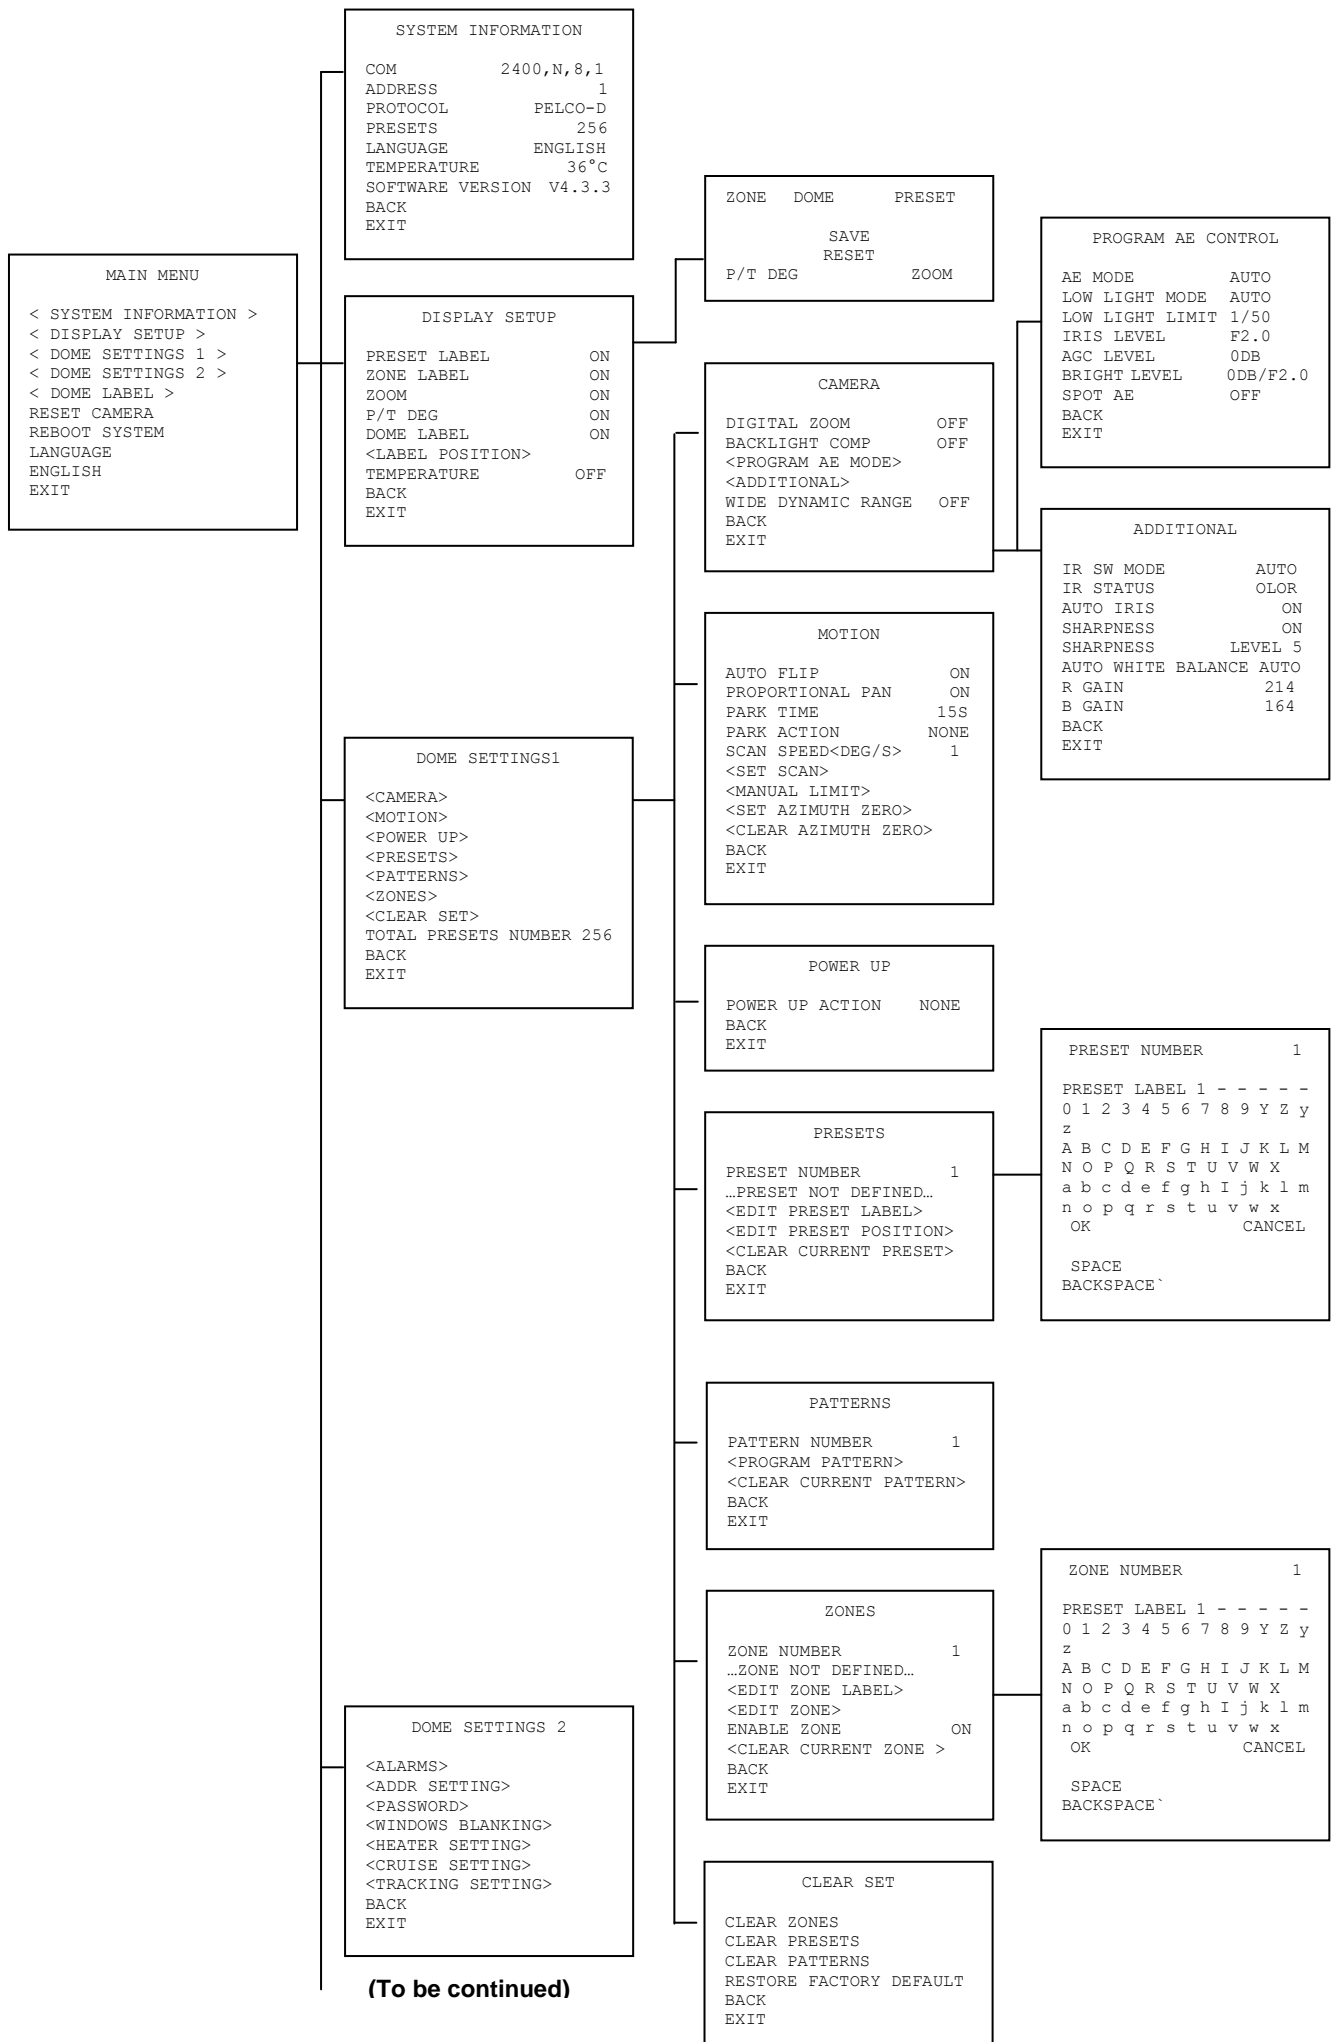 MAIN MENU
< SYSTEM INFORMATION >
< DISPLAY SETUP >
< DOME SETTINGS 1 >
< DOME SETTINGS 2 >
< DOME LABEL >
RESET CAMERA
REBOOT SYSTEM
LANGUAGE
ENGLISH
EXIT
SYSTEM INFORMATION
COM 2400,N,8,1
ADDRESS 1
PROTOCOL PELCO-D
PRESETS 256
LANGUAGE ENGLISH
TEMPERATURE 36°C
SOFTWARE VERSION V4.3.3
BACK
EXIT
DISPLAY SETUP
PRESET LABEL ON
ZONE LABEL ON
ZOOM ON
P/T DEG ON
DOME LABEL ON
<LABEL POSITION>
TEMPERATURE OFF
BACK
EXIT
ZONE DOME PRESET
SAVE
RESET
P/T DEG ZOOM
DOME SETTINGS1
<CAMERA>
<MOTION>
<POWER UP>
<PRESETS>
<PATTERNS>
<ZONES>
<CLEAR SET>
TOTAL PRESETS NUMBER 256
BACK
EXIT
CAMERA
DIGITAL ZOOM OFF
BACKLIGHT COMP OFF
<PROGRAM AE MODE>
<ADDITIONAL>
WIDE DYNAMIC RANGE OFF
BACK
EXIT
PROGRAM AE CONTROL
AE MODE AUTO
LOW LIGHT MODE AUTO
LOW LIGHT LIMIT 1/50
IRIS LEVEL F2.0
AGC LEVEL 0DB
BRIGHT LEVEL 0DB/F2.0
SPOT AE OFF
BACK
EXIT
ADDITIONAL
IR SW MODE AUTO
IR STATUS OLOR
AUTO IRIS ON
SHARPNESS ON
SHARPNESS LEVEL 5
AUTO WHITE BALANCE AUTO
R GAIN 214
B GAIN 164
BACK
EXIT
MOTION
AUTO FLIP ON
PROPORTIONAL PAN ON
PARK TIME 15S
PARK ACTION NONE
SCAN SPEED<DEG/S> 1
<SET SCAN>
<MANUAL LIMIT>
<SET AZIMUTH ZERO>
<CLEAR AZIMUTH ZERO>
BACK
EXIT
POWER UP
POWER UP ACTION NONE
BACK
EXIT
PRESETS
PRESET NUMBER 1
…PRESET NOT DEFINED…
<EDIT PRESET LABEL>
<EDIT PRESET POSITION>
<CLEAR CURRENT PRESET>
BACK
EXIT
PRESET NUMBER 1
PRESET LABEL 1 - - - - -
0 1 2 3 4 5 6 7 8 9 Y Z y
z
A B C D E F G H I J K L M
N O P Q R S T U V W X
a b c d e f g h I j k l m
n o p q r s t u v w x
OK CANCEL
SPACE
BACKSPACE`
PATTERNS
PATTERN NUMBER 1
<PROGRAM PATTERN>
<CLEAR CURRENT PATTERN>
BACK
EXIT
ZONES
ZONE NUMBER 1
…ZONE NOT DEFINED…
<EDIT ZONE LABEL>
<EDIT ZONE>
ENABLE ZONE ON
<CLEAR CURRENT ZONE >
BACK
EXIT
ZONE NUMBER 1
PRESET LABEL 1 - - - - -
0 1 2 3 4 5 6 7 8 9 Y Z y
z
A B C D E F G H I J K L M
N O P Q R S T U V W X
a b c d e f g h I j k l m
n o p q r s t u v w x
OK CANCEL
SPACE
BACKSPACE`
CLEAR SET
CLEAR ZONES
CLEAR PRESETS
CLEAR PATTERNS
RESTORE FACTORY DEFAULT
BACK
EXIT
DOME SETTINGS 2
<ALARMS>
<ADDR SETTING>
<PASSWORD>
<WINDOWS BLANKING>
<HEATER SETTING>
<CRUISE SETTING>
<TRACKING SETTING>
BACK
EXIT
(To be continued)